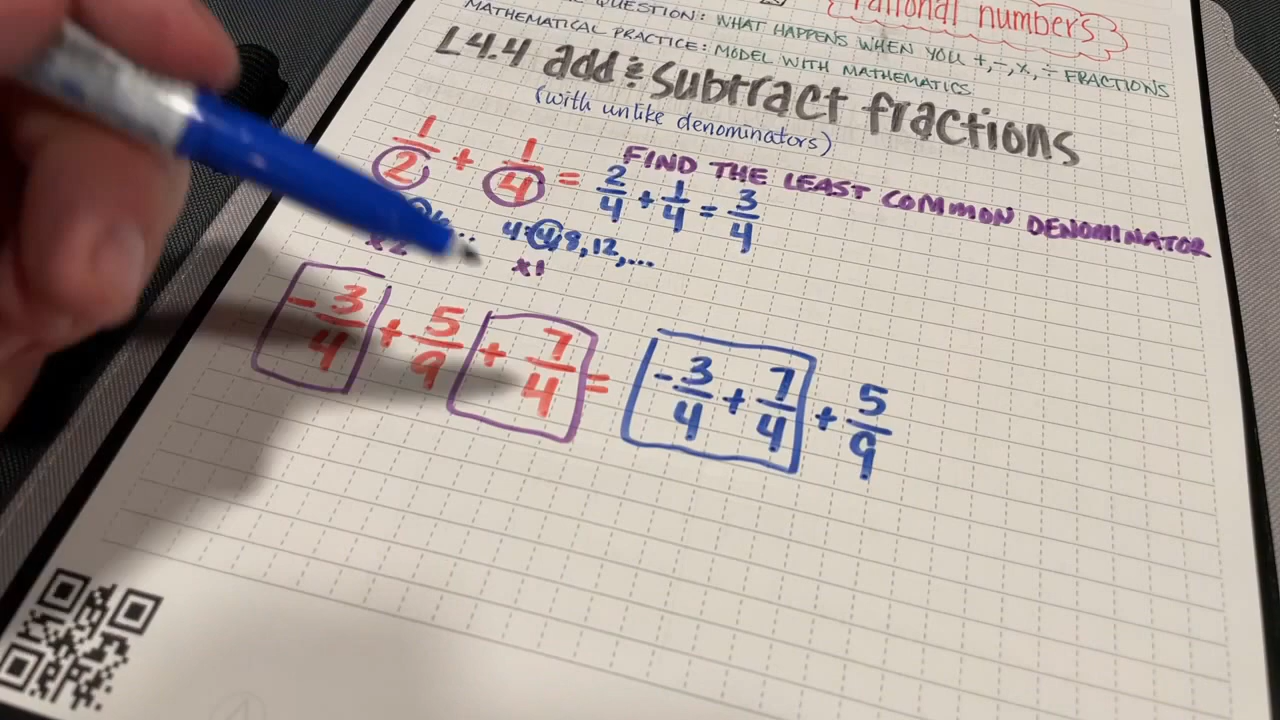 rational numbers
QUESTION: WHAT HAPPENS WHEN YOU +, -, x, ÷ FRACTIONS
MATHEMATICAL PRACTICE: MODEL WITH MATHEMATICS
L4.4 add & subtract fractions
(with unlike denominators)
FIND THE LEAST COMMON DENOMINATOR
1/2 + 1/4 = 2/4 + 1/4 = 3/4
4: 4, 8, 12, ...
x2 x1
-3/4 + 5/9 + 7/4 = -3/4 + 7/4 + 5/9